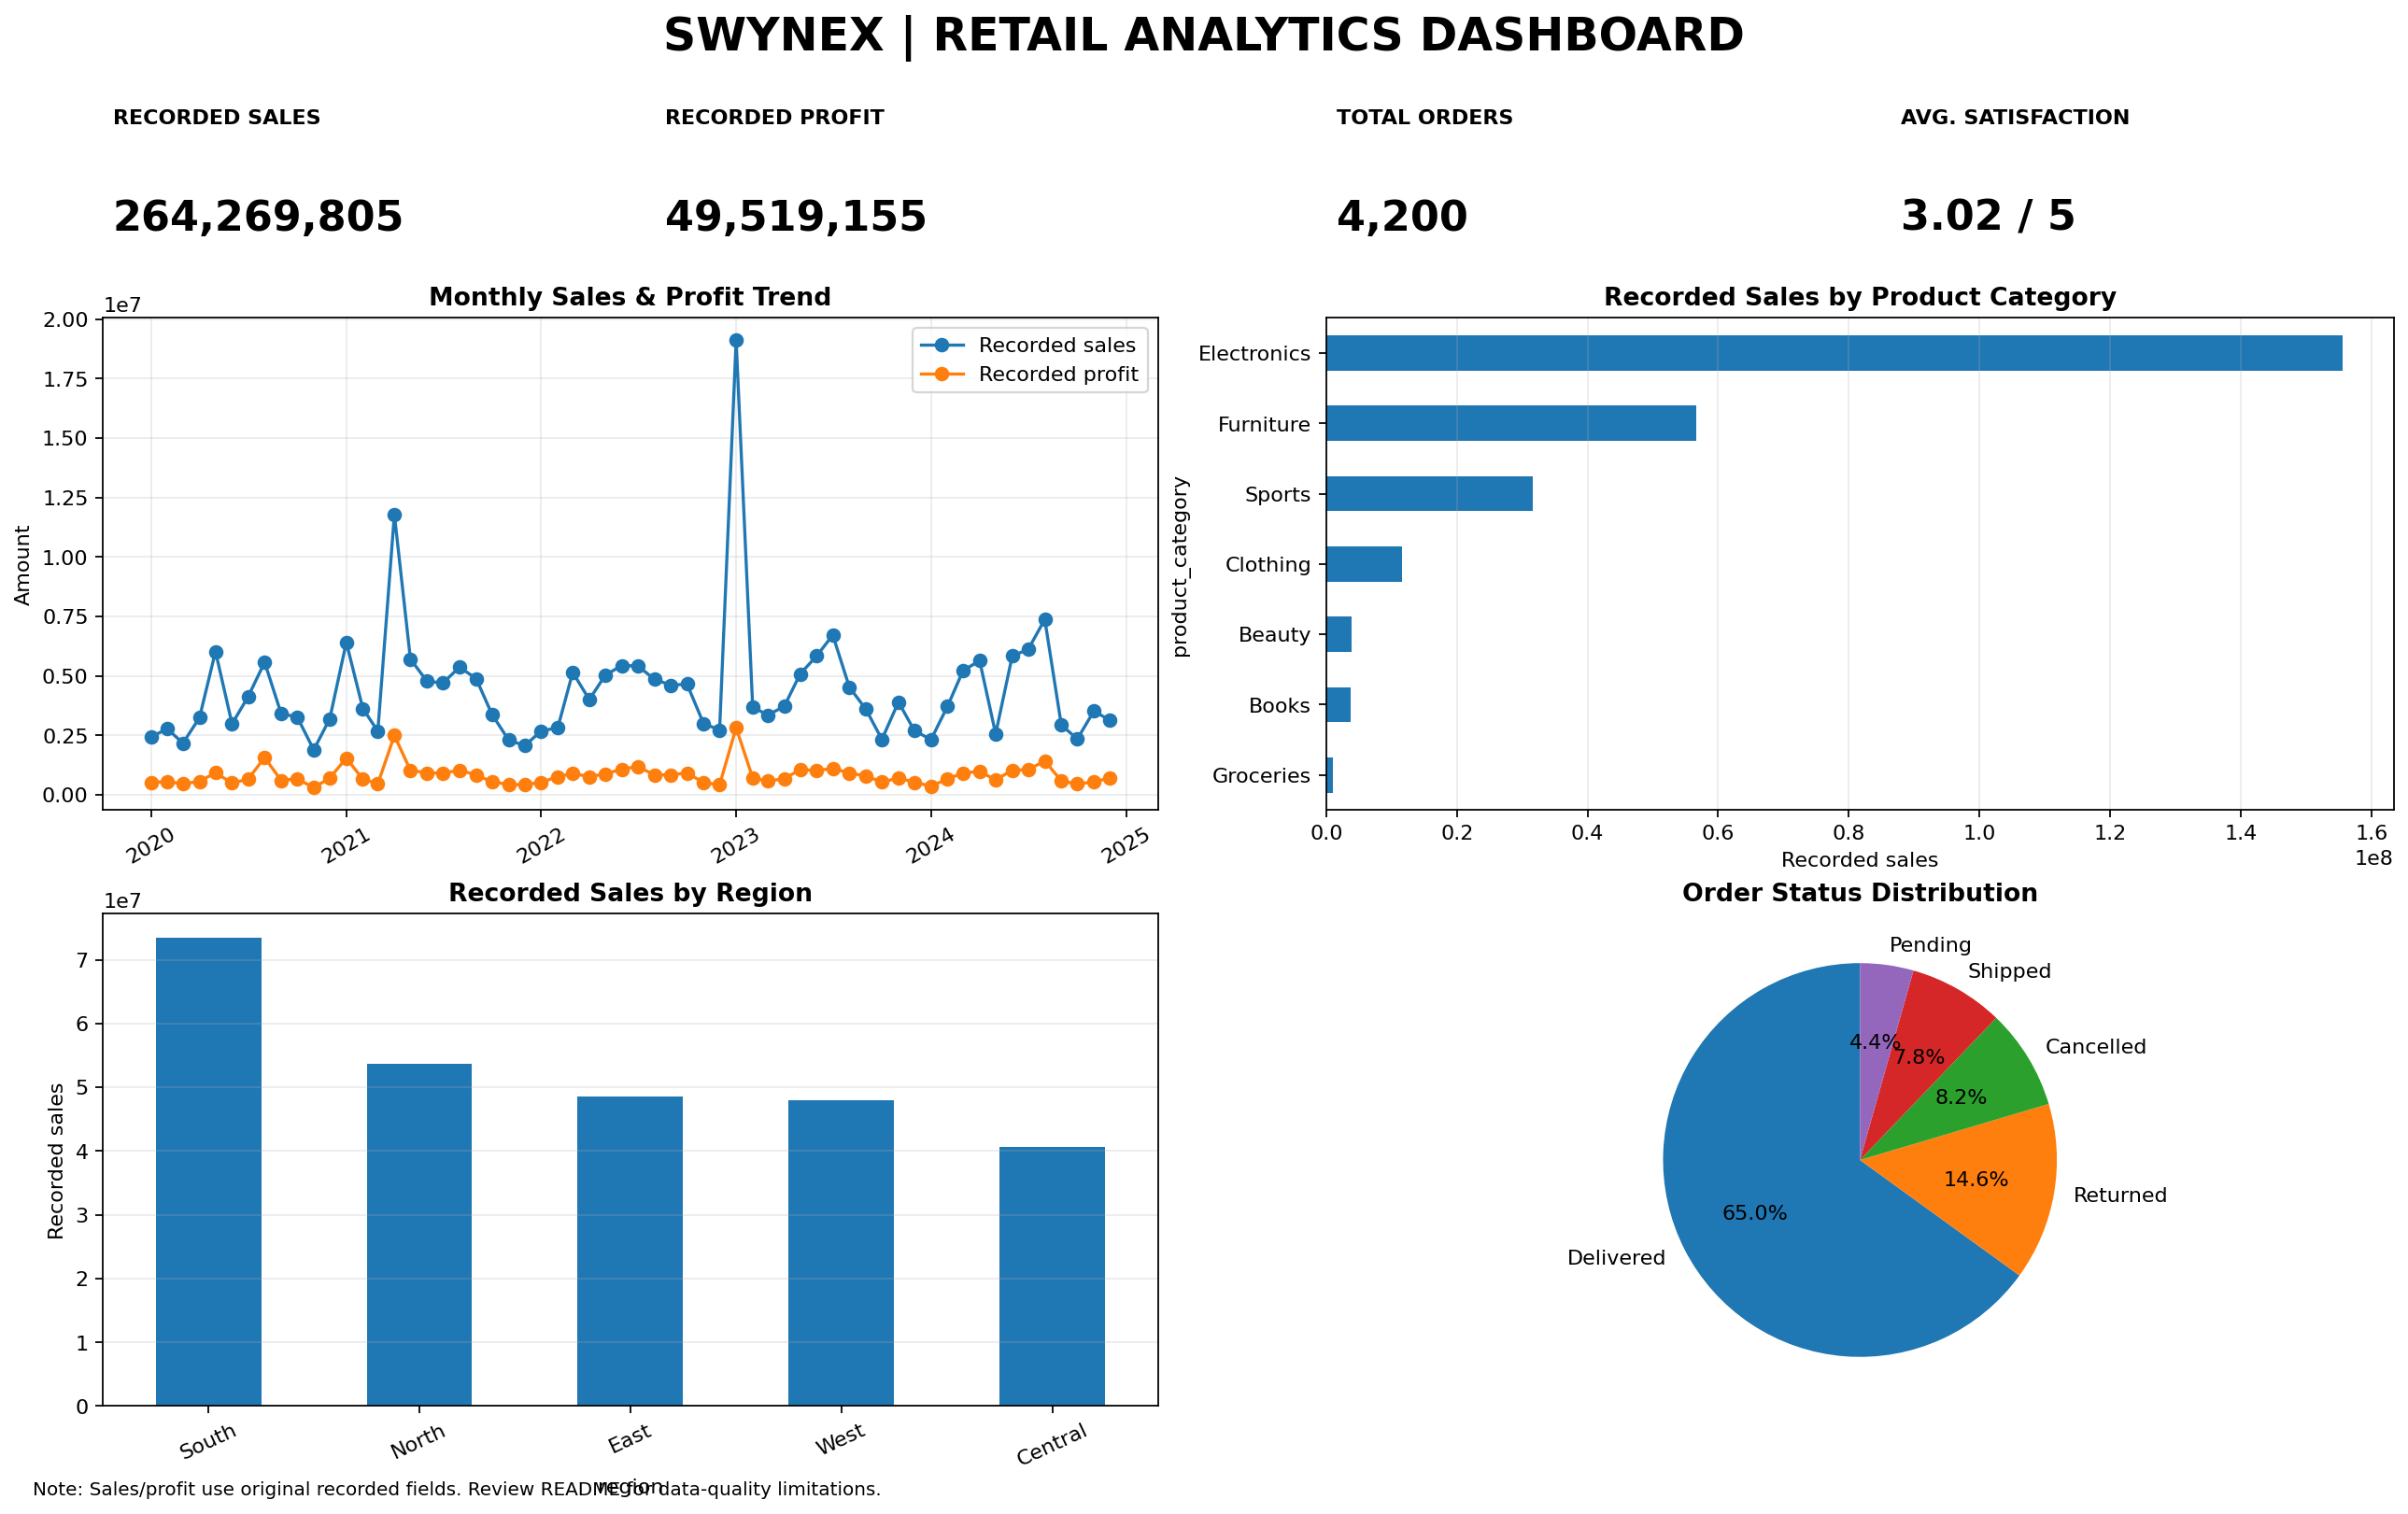 SWYNEX | RETAIL ANALYTICS DASHBOARD
RECORDED SALES
264,269,805
RECORDED PROFIT
49,519,155
TOTAL ORDERS
4,200
AVG. SATISFACTION
3.02 / 5
Monthly Sales & Profit Trend
1e7
2.00
1.75
1.50
1.25
1.00
0.75
0.50
0.25
0.00
Amount
Recorded sales
Recorded profit
2020
2021
2022
2023
2024
2025
Recorded Sales by Product Category
product_category
Electronics
Furniture
Sports
Clothing
Beauty
Books
Groceries
0.0
0.2
0.4
0.6
0.8
1.0
1.2
1.4
1.6
1e8
Recorded sales
Recorded Sales by Region
1e7
7
6
5
4
3
2
1
0
Recorded sales
South
North
East
West
Central
region
Order Status Distribution
Pending
Shipped
Cancelled
Returned
Delivered
4.4%
7.8%
8.2%
14.6%
65.0%
Note: Sales/profit use original recorded fields. Review README for data-quality limitations.